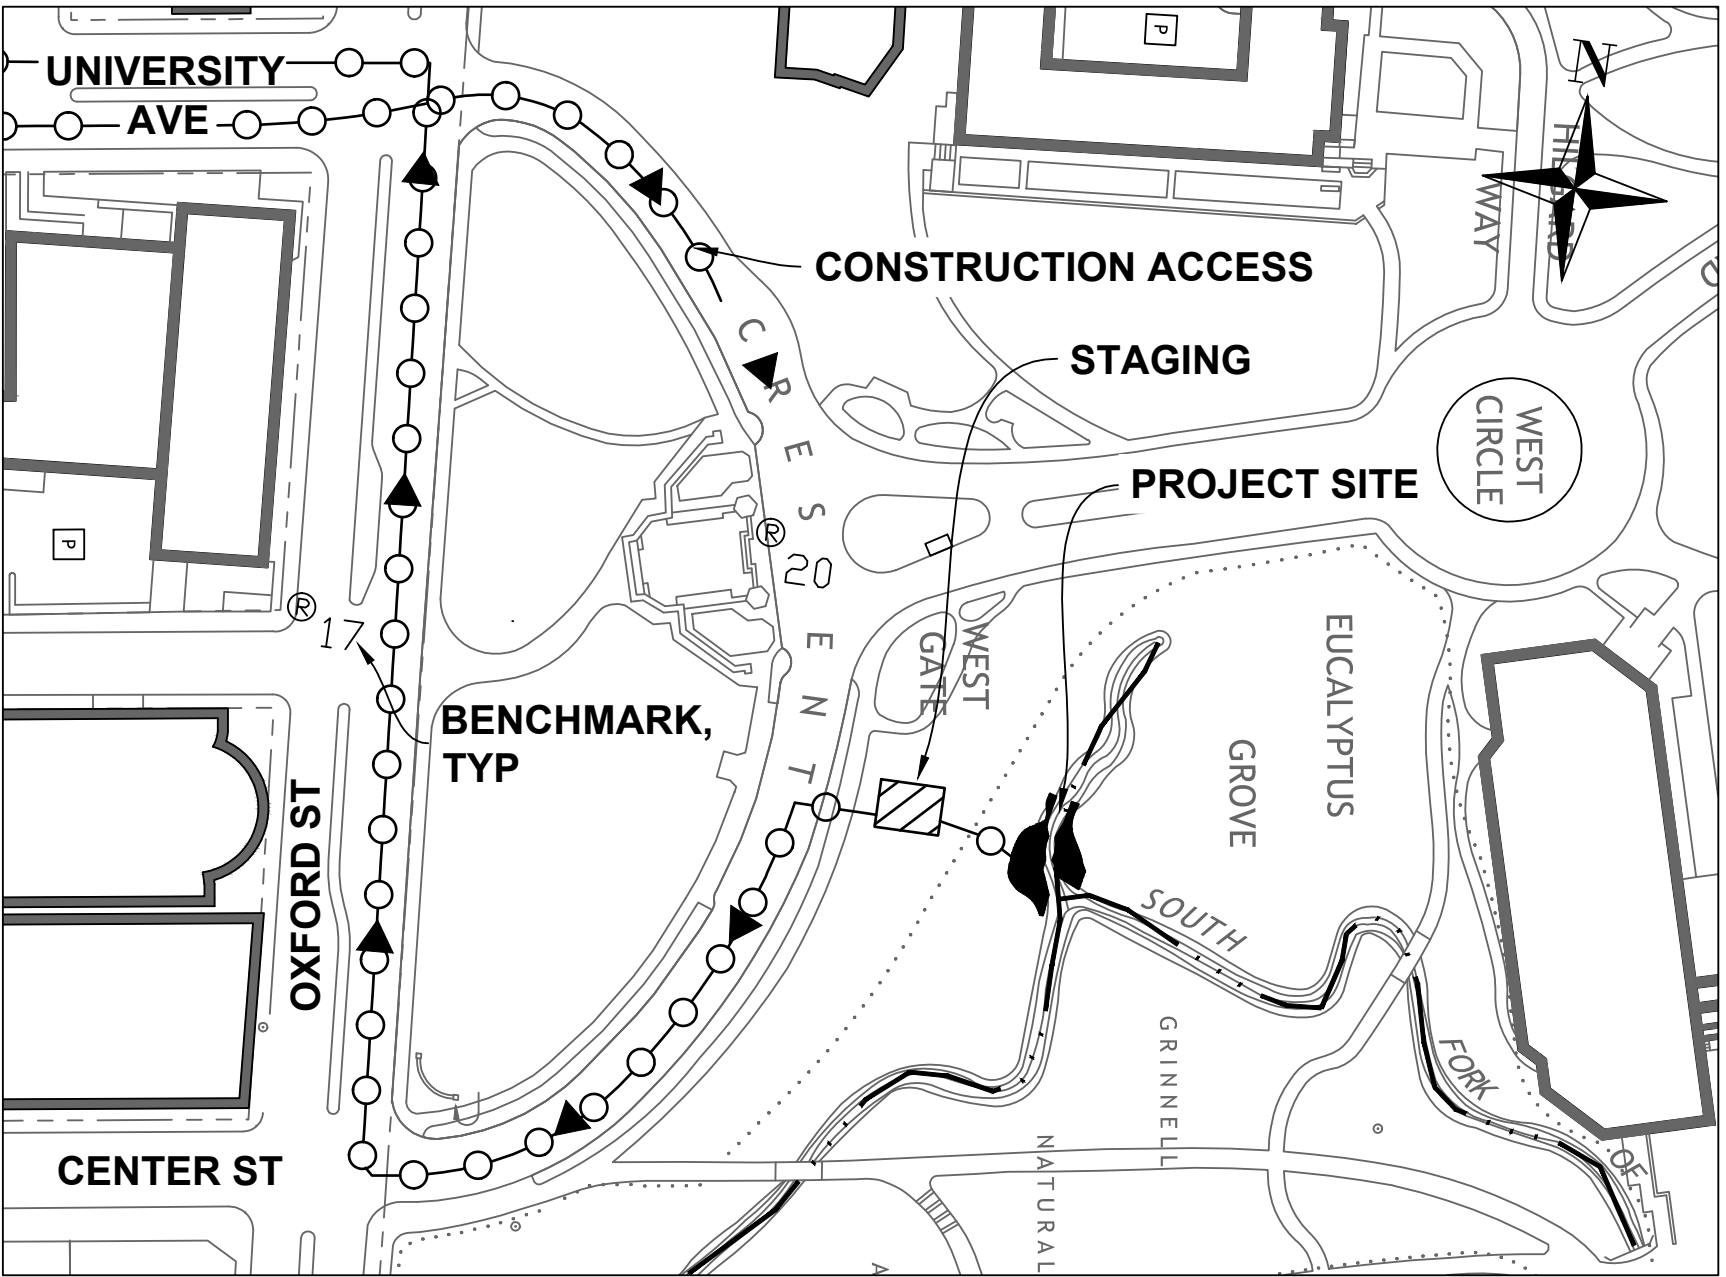 UNIVERSITY
AVE
P
N
HILGARD
WAY
CONSTRUCTION ACCESS
STAGING
PROJECT SITE
WEST
CIRCLE
CRESENT
P
R
20
R
17
WEST
GATE
EUCALYPTUS
GROVE
BENCHMARK,
TYP
OXFORD ST
SOUTH
FORK
OF
GRINNELL
NATURAL
A
CENTER ST